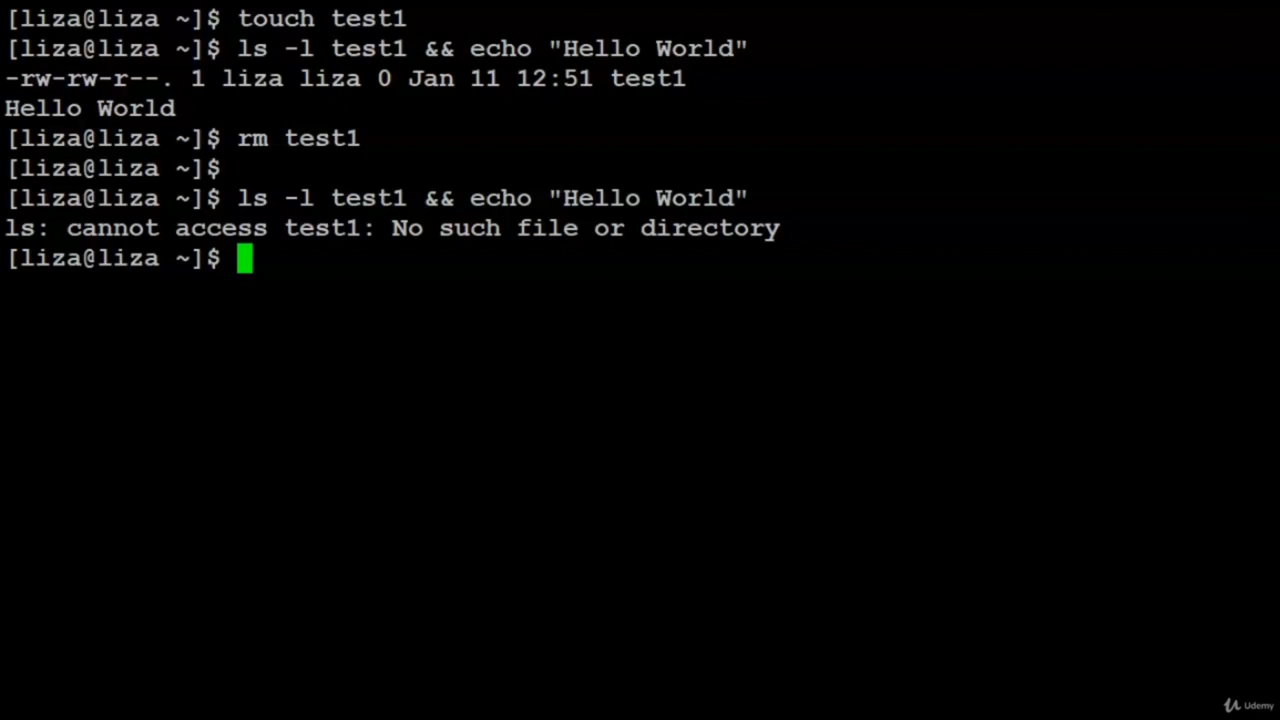 [liza@liza ~]$ touch test1
[liza@liza ~]$ ls -l test1 && echo "Hello World"
-rw-rw-r--. 1 liza liza 0 Jan 11 12:51 test1
Hello World
[liza@liza ~]$ rm test1
[liza@liza ~]$
[liza@liza ~]$ ls -l test1 && echo "Hello World"
ls: cannot access test1: No such file or directory
[liza@liza ~]$
Udemy